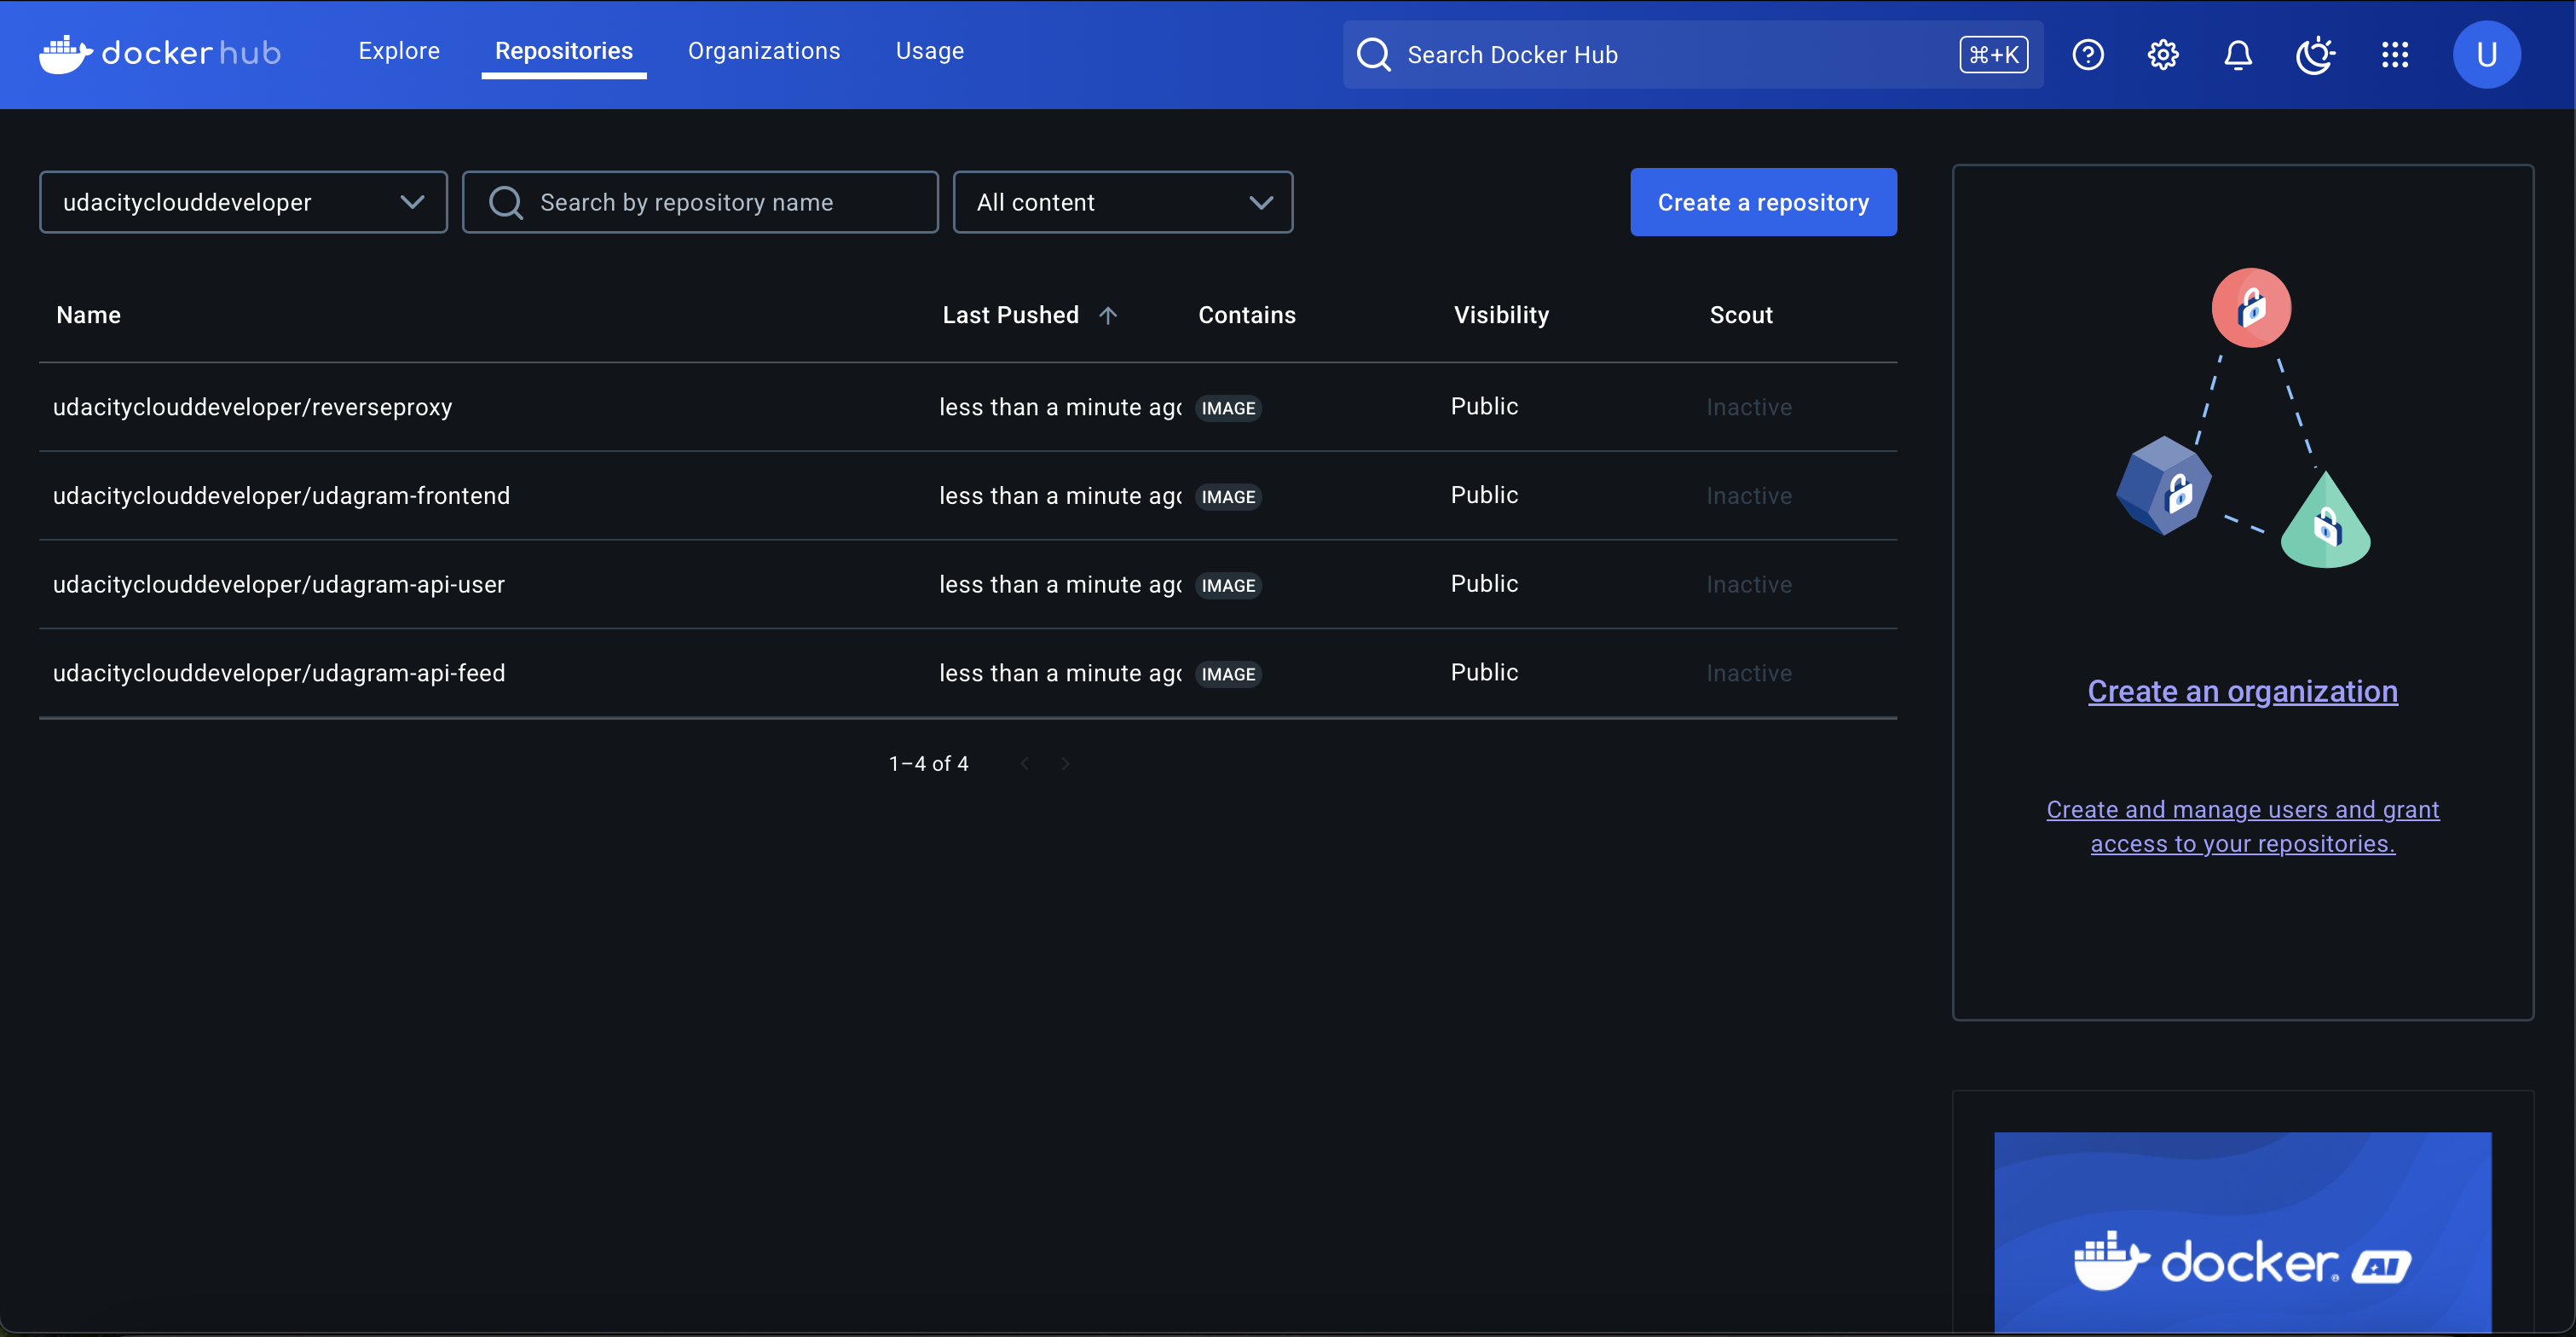 docker hub
Explore Repositories Organizations Usage
Search Docker Hub ⌘+K
U
udacityclouddeveloper
Search by repository name
All content
Create a repository
Name Last Pushed Contains Visibility Scout
udacityclouddeveloper/reverseproxy less than a minute ago IMAGE Public Inactive
udacityclouddeveloper/udagram-frontend less than a minute ago IMAGE Public Inactive
udacityclouddeveloper/udagram-api-user less than a minute ago IMAGE Public Inactive
udacityclouddeveloper/udagram-api-feed less than a minute ago IMAGE Public Inactive
1–4 of 4
Create an organization
Create and manage users and grant
access to your repositories.
docker AI